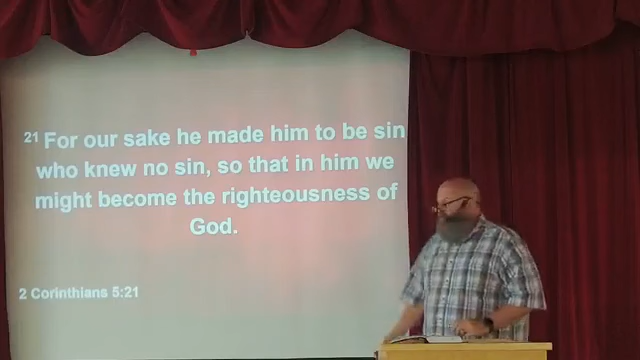 21 For our sake he made him to be sin
who knew no sin, so that in him we
might become the righteousness of
God.
2 Corinthians 5:21